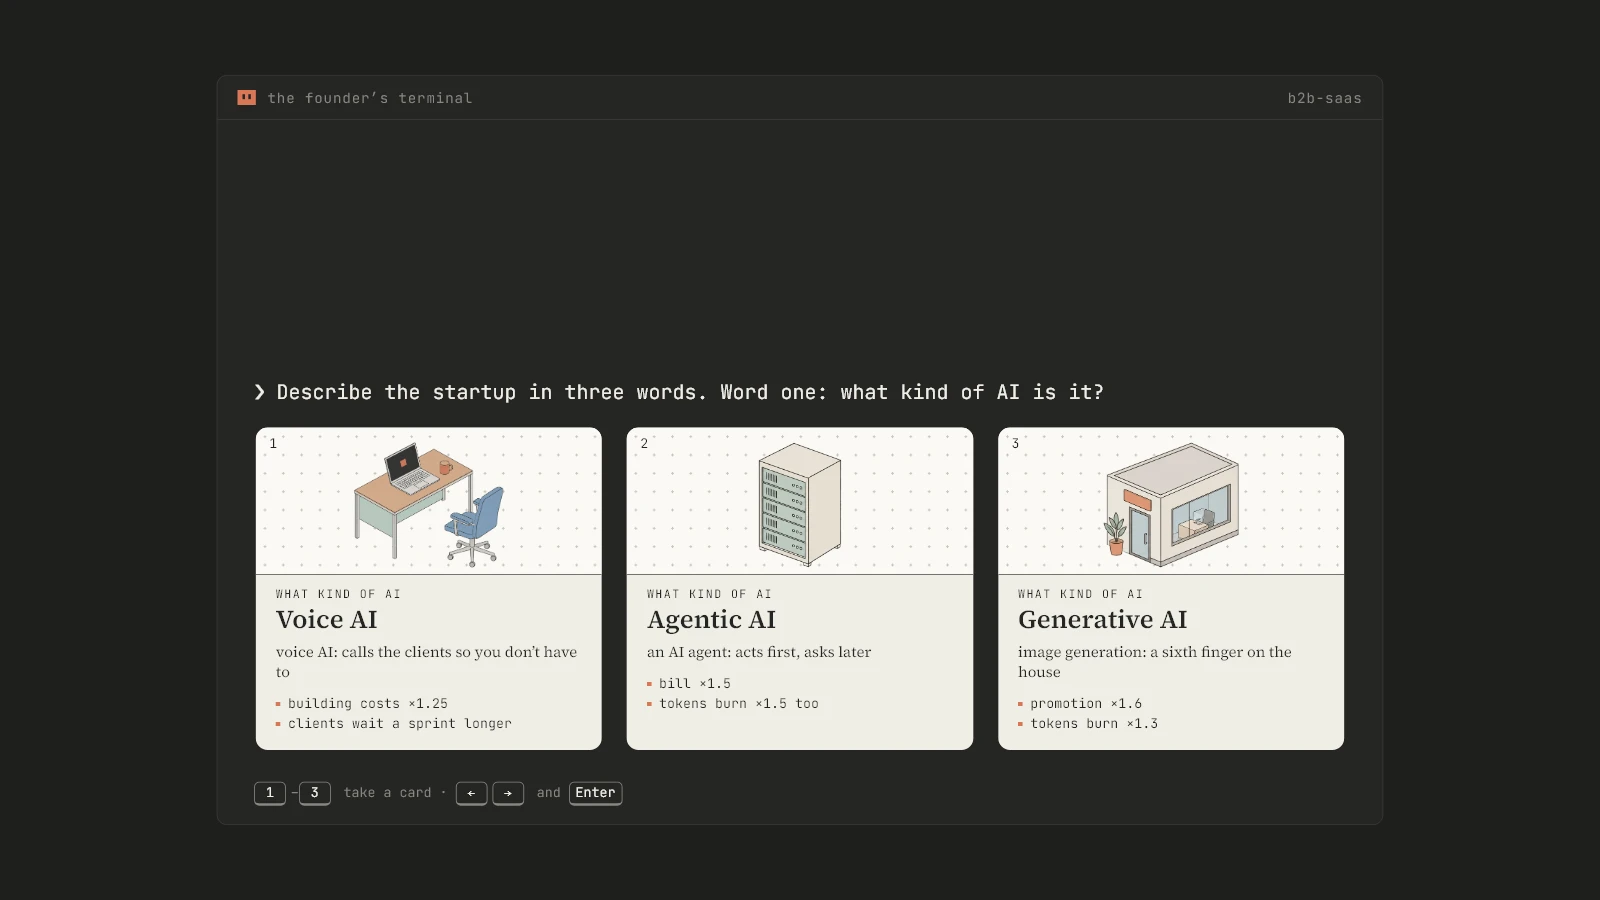 the founder’s terminal
b2b-saas
❯ Describe the startup in three words. Word one: what kind of AI is it?
1
WHAT KIND OF AI
Voice AI
voice AI: calls the clients so you don’t have
to
building costs ×1.25
clients wait a sprint longer
2
WHAT KIND OF AI
Agentic AI
an AI agent: acts first, asks later
bill ×1.5
tokens burn ×1.5 too
3
WHAT KIND OF AI
Generative AI
image generation: a sixth finger on the
house
promotion ×1.6
tokens burn ×1.3
1 – 3 take a card · ← → and Enter